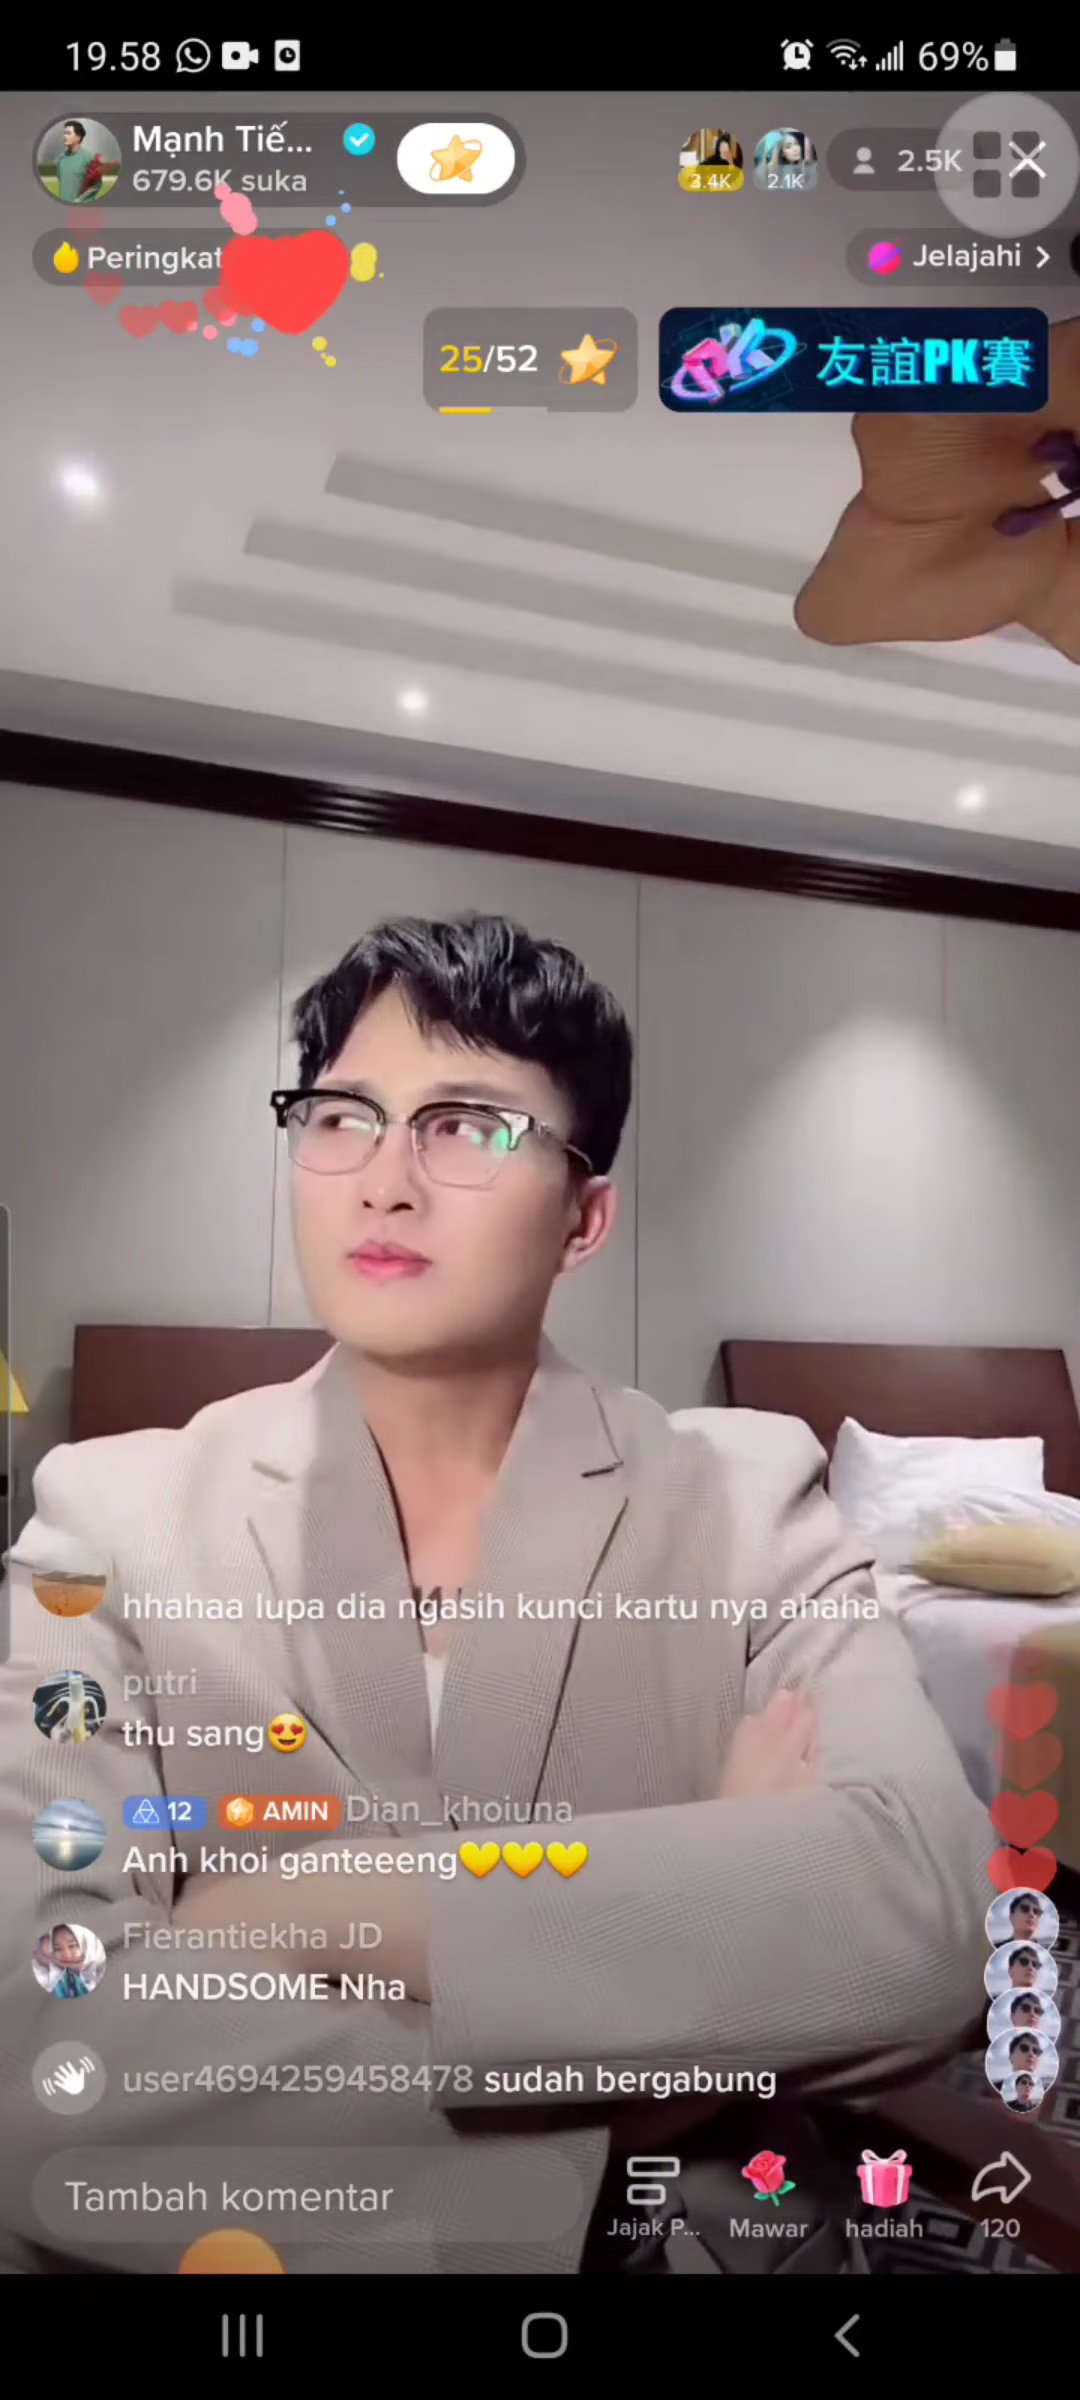 19.58
69%
Mạnh Tiế...
679.6K suka
3.4K
2.1K
2.5K
Peringkat
Jelajahi >
25/52
友誼PK賽
hhahaa lupa dia ngasih kunci kartu nya ahaha
putri
thu sang😍
12 AMIN Dian_khoiuna
Anh khoi ganteeeng💛💛💛
Fierantiekha JD
HANDSOME Nha
user4694259458478 sudah bergabung
Tambah komentar
Jajak P...
Mawar
hadiah
120